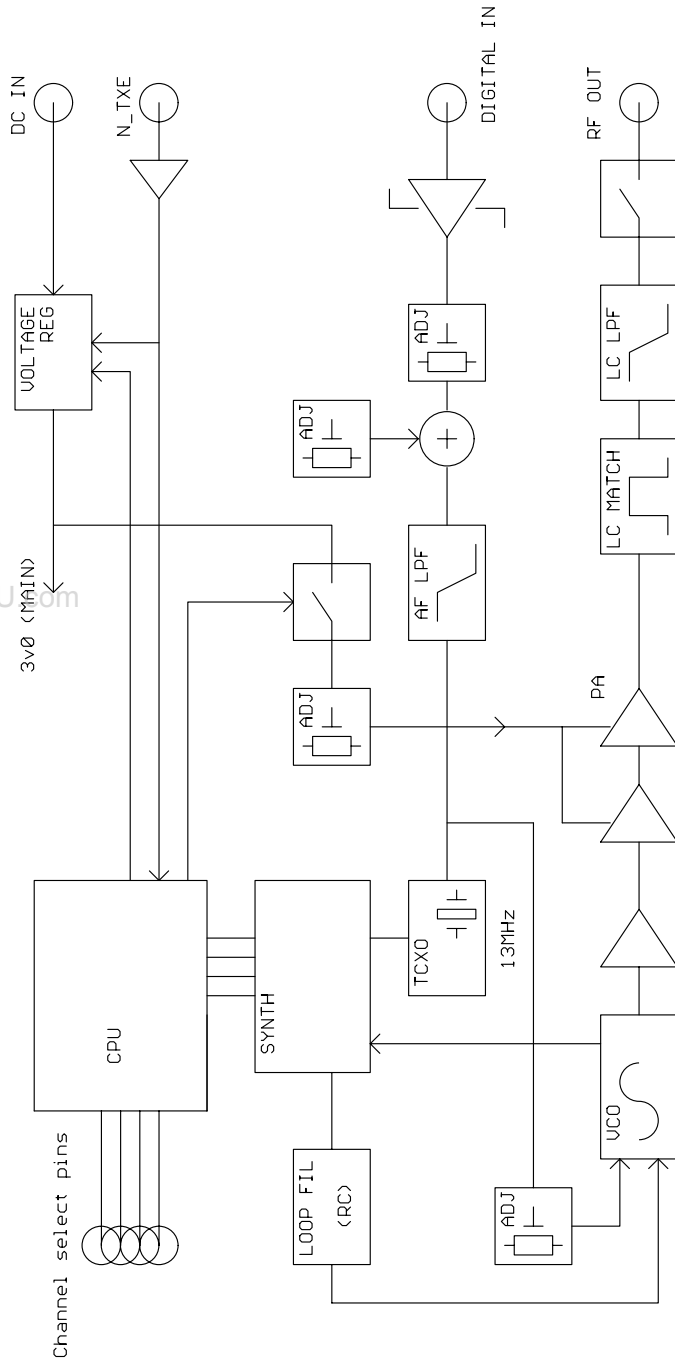 DC IN
N_TXE
DIGITAL IN
RF OUT
VOLTAGE
REG
ADJ
ADJ
LC LPF
3v0 (MAIN)
AF LPF
LC MATCH
ADJ
PA
CPU
SYNTH
TCXO
13MHz
Channel select pins
LOOP FIL
(RC)
ADJ
VCO
.com